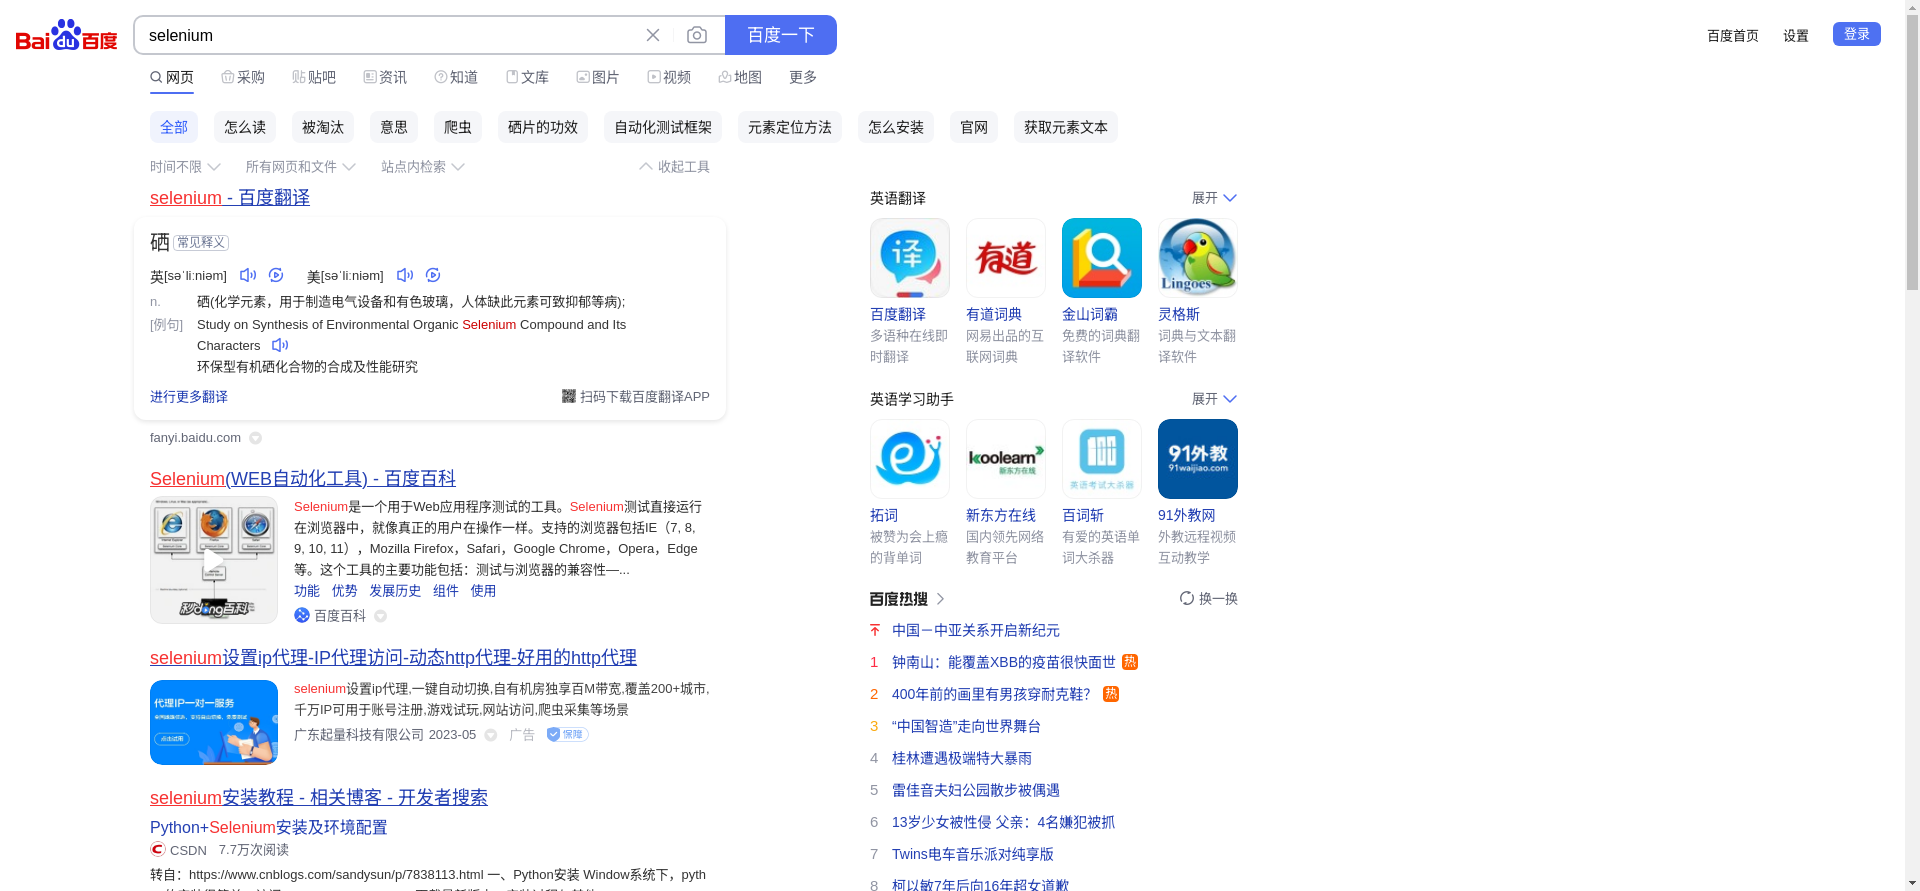 Bai du 百度
selenium
百度一下
百度首页 设置 登录
网页 采购 贴吧 资讯 知道 文库 图片 视频 地图 更多
全部 怎么读 被淘汰 意思 爬虫 硒片的功效 自动化测试框架 元素定位方法 怎么安装 官网 获取元素文本
时间不限 所有网页和文件 站点内检索 收起工具
selenium - 百度翻译
硒 常见释义
英[səˈliːniəm] 美[səˈliːniəm]
n. 硒(化学元素，用于制造电气设备和有色玻璃，人体缺此元素可致抑郁等病);
[例句] Study on Synthesis of Environmental Organic Selenium Compound and Its
Characters
环保型有机硒化合物的合成及性能研究
进行更多翻译 扫码下载百度翻译APP
fanyi.baidu.com
Selenium(WEB自动化工具) - 百度百科
Selenium是一个用于Web应用程序测试的工具。Selenium测试直接运行
在浏览器中，就像真正的用户在操作一样。支持的浏览器包括IE（7, 8,
9, 10, 11），Mozilla Firefox，Safari，Google Chrome，Opera，Edge
等。这个工具的主要功能包括：测试与浏览器的兼容性—...
功能 优势 发展历史 组件 使用
秒dong百科
百度百科
selenium设置ip代理-IP代理访问-动态http代理-好用的http代理
代理IP一对一服务
点击试用
selenium设置ip代理,一键自动切换,自有机房独享百M带宽,覆盖200+城市,
千万IP可用于账号注册,游戏试玩,网站访问,爬虫采集等场景
广东起量科技有限公司 2023-05 广告 保障
selenium安装教程 - 相关博客 - 开发者搜索
Python+Selenium安装及环境配置
CSDN 7.7万次阅读
转自：https://www.cnblogs.com/sandysun/p/7838113.html 一、Python安装 Window系统下，pyth
英语翻译 展开
译 有道 Lingoes
百度翻译 有道词典 金山词霸 灵格斯
多语种在线即 网易出品的互 免费的词典翻 词典与文本翻
时翻译 联网词典 译软件 译软件
英语学习助手 展开
koolearn 新东方在线
英语考试大杀器
91外教
91waijiao.com
拓词 新东方在线 百词斩 91外教网
被赞为会上瘾 国内领先网络 有爱的英语单 外教远程视频
的背单词 教育平台 词大杀器 互动教学
百度热搜 换一换
中国－中亚关系开启新纪元
1 钟南山：能覆盖XBB的疫苗很快面世 热
2 400年前的画里有男孩穿耐克鞋？ 热
3 “中国智造”走向世界舞台
4 桂林遭遇极端特大暴雨
5 雷佳音夫妇公园散步被偶遇
6 13岁少女被性侵 父亲：4名嫌犯被抓
7 Twins电车音乐派对纯享版
8 柯以敏7年后向16年超女道歉